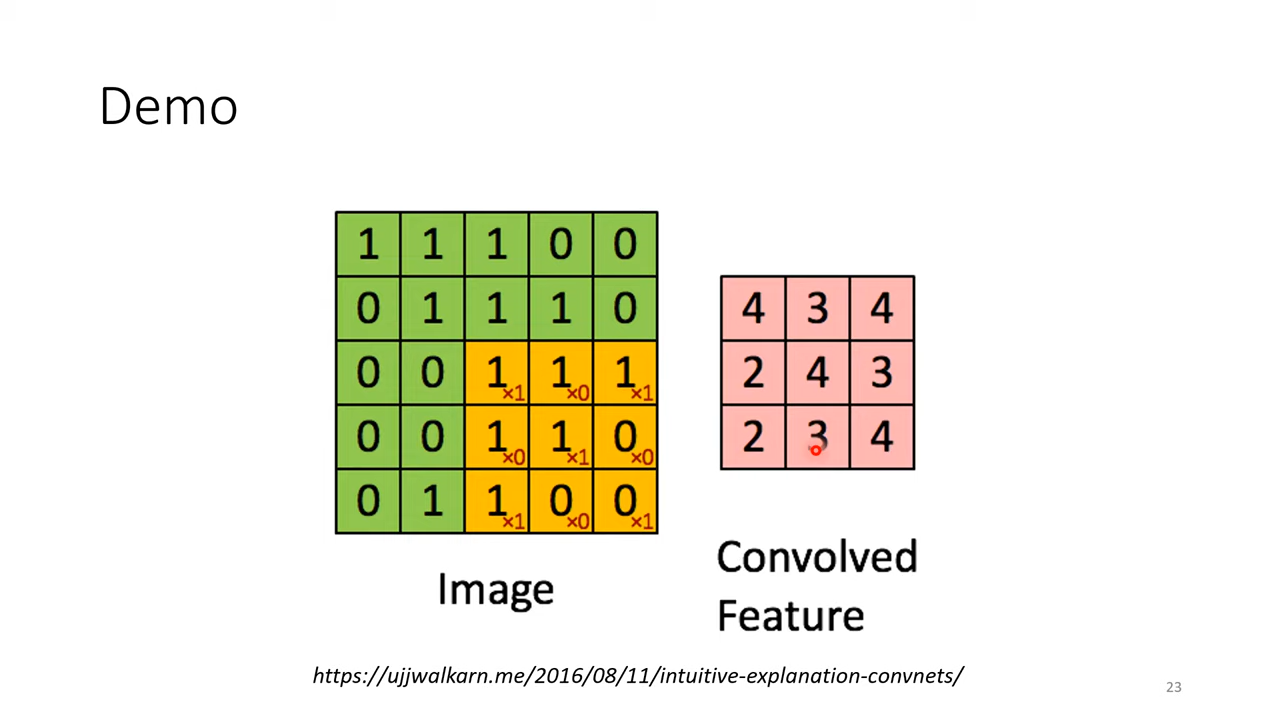 Demo
1 1 1 0 0
0 1 1 1 0
0 0 1×1 1×0 1×1
0 0 1×0 1×1 0×0
0 1 1×1 0×0 0×1
Image
4 3 4
2 4 3
2 3 4
Convolved
Feature
https://ujjwalkarn.me/2016/08/11/intuitive-explanation-convnets/
23